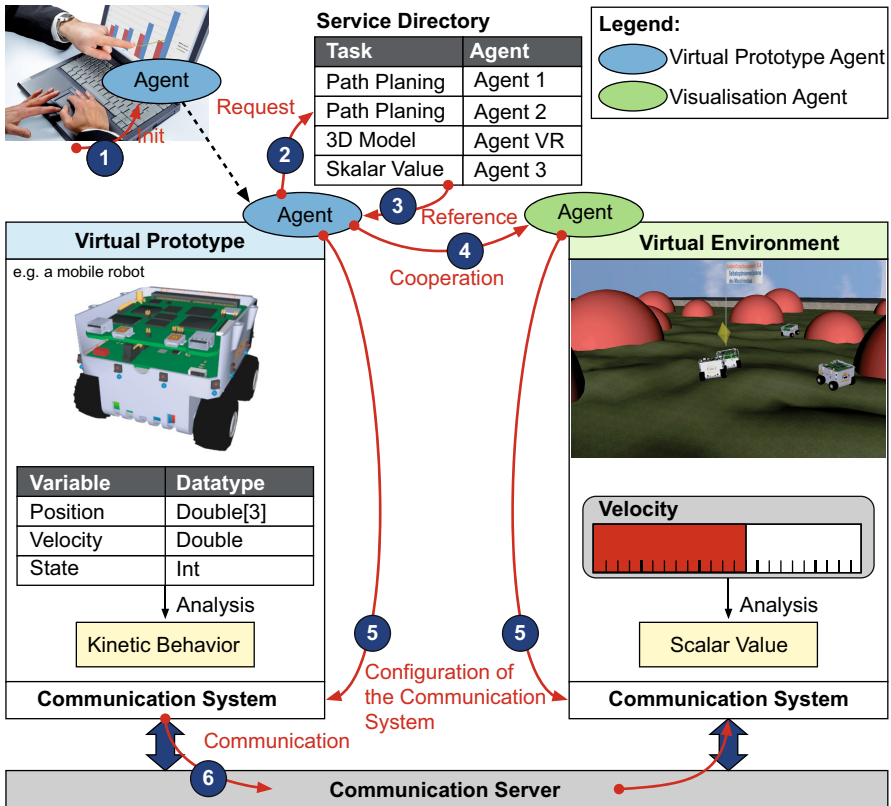 Service Directory
Task Agent
Path Planing Agent 1
Path Planing Agent 2
3D Model Agent VR
Skalar Value Agent 3
Legend:
Virtual Prototype Agent
Visualisation Agent
Agent
Init
1
Request
2
3
Reference
Agent
Agent
4
Cooperation
Virtual Prototype
e.g. a mobile robot
Variable Datatype
Position Double[3]
Velocity Double
State Int
Analysis
Kinetic Behavior
Communication System
Virtual Environment
Velocity
Analysis
Scalar Value
Communication System
5
5
Configuration of
the Communication
System
Communication
6
Communication Server